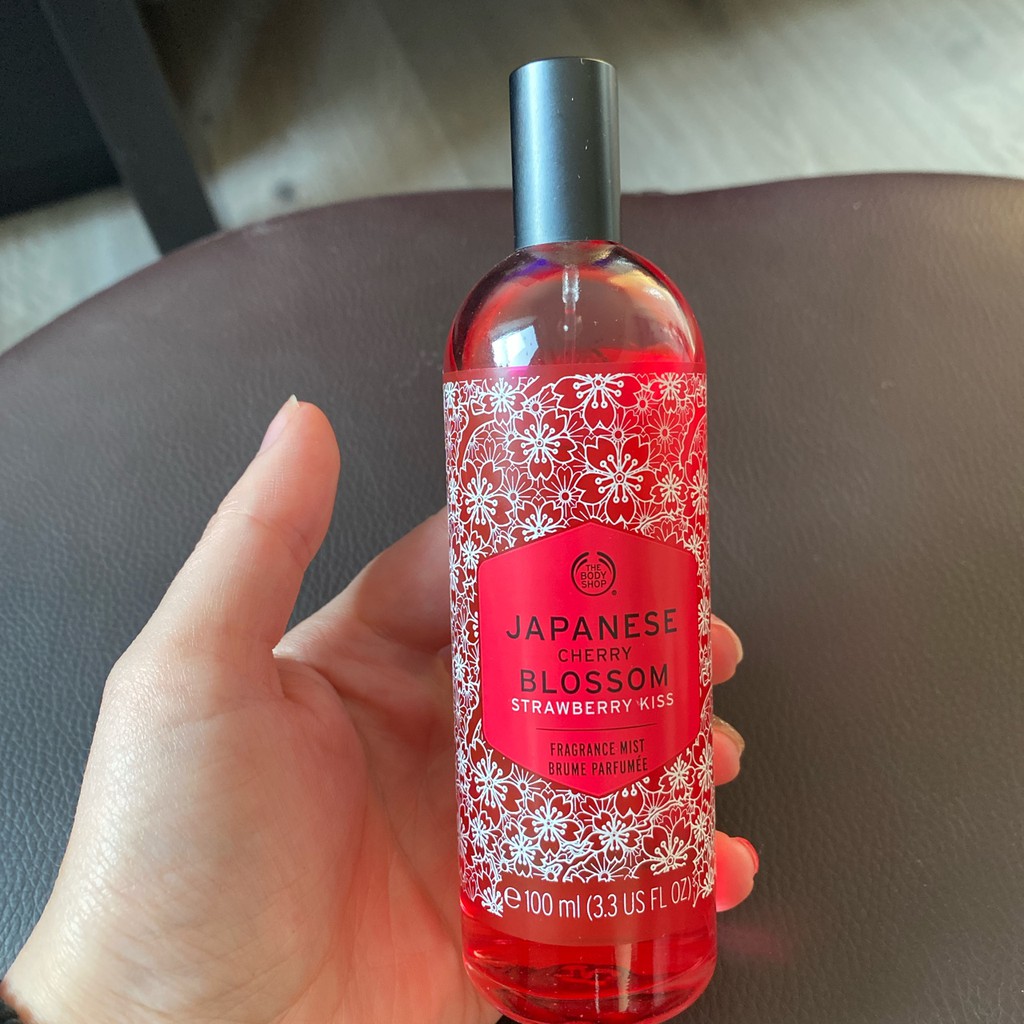 THE
BODY
SHOP
®
JAPANESE
CHERRY
BLOSSOM
STRAWBERRY KISS
FRAGRANCE MIST
BRUME PARFUMÉE
℮ 100 ml (3.3 US FL OZ)